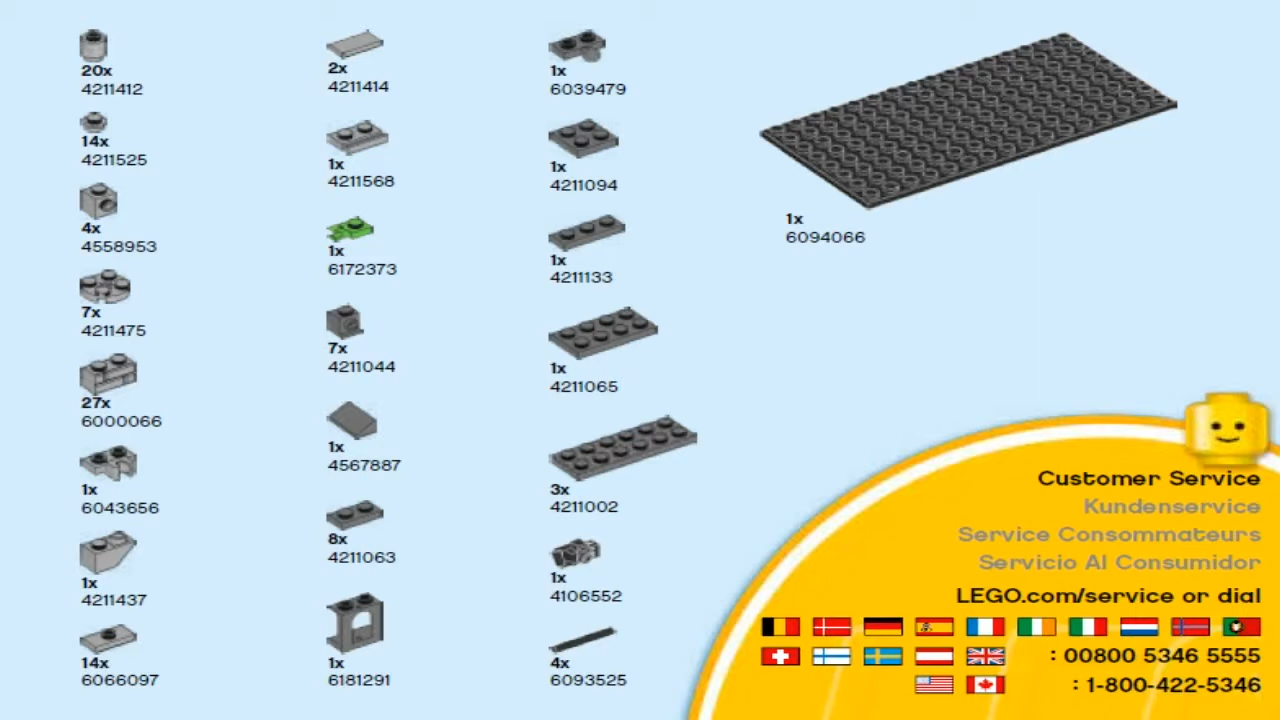 20x
4211412
14x
4211525
4x
4558953
7x
4211475
27x
6000066
1x
6043656
1x
4211437
14x
6066097
2x
4211414
1x
4211568
1x
6172373
7x
4211044
1x
4567887
8x
4211063
1x
6181291
1x
6039479
1x
4211094
1x
4211133
1x
4211065
3x
4211002
1x
4106552
4x
6093525
1x
6094066
Customer Service
Kundenservice
Service Consommateurs
Servicio Al Consumidor
LEGO.com/service or dial
: 00800 5346 5555
: 1-800-422-5346